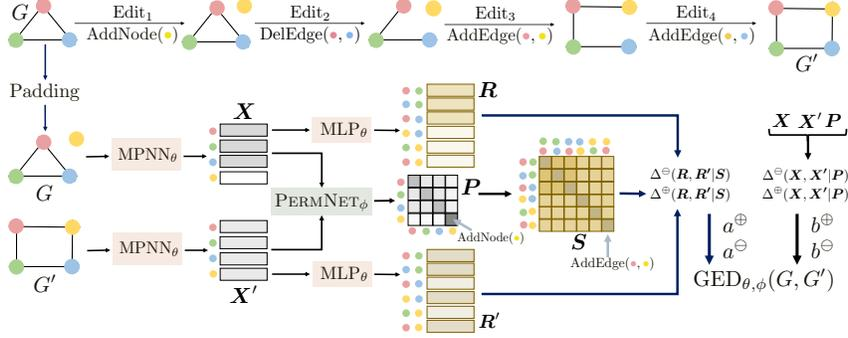 G
Edit₁
AddNode(●)
Edit₂
DelEdge(●, ●)
Edit₃
AddEdge(●, ●)
Edit₄
AddEdge(●, ●)
G′
Padding
G
MPNNθ
X
MLPθ
R
PERMNETϕ
P
AddNode(●)
S
AddEdge(●, ●)
G′
MPNNθ
X′
MLPθ
R′
Δ⊖(R, R′|S)
Δ⊕(R, R′|S)
X X′P
Δ⊖(X, X′|P)
Δ⊕(X, X′|P)
a⊕
a⊖
b⊕
b⊖
GEDθ,ϕ(G, G′)